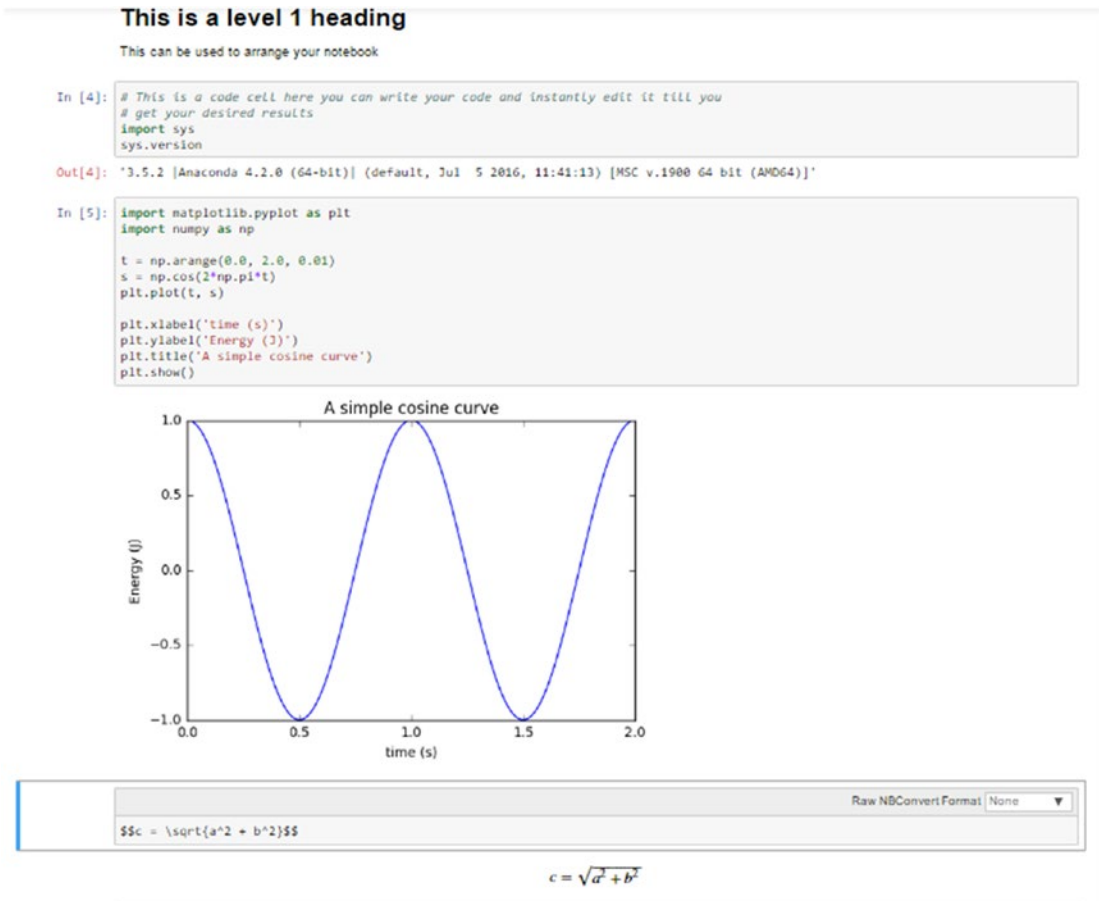 This is a level 1 heading
This can be used to arrange your notebook
In [4]: # This is a code cell here you can write your code and instantly edit it till you
# get your desired results
import sys
sys.version
Out[4]: '3.5.2 |Anaconda 4.2.0 (64-bit)| (default, Jul  5 2016, 11:41:13) [MSC v.1900 64 bit (AMD64)]'
In [5]: import matplotlib.pyplot as plt
import numpy as np
t = np.arange(0.0, 2.0, 0.01)
s = np.cos(2*np.pi*t)
plt.plot(t, s)
plt.xlabel('time (s)')
plt.ylabel('Energy (J)')
plt.title('A simple cosine curve')
plt.show()
A simple cosine curve
1.0
0.5
0.0
−0.5
−1.0
Energy (J)
0.0 0.5 1.0 1.5 2.0
time (s)
Raw NBConvert Format None
$$c = \sqrt{a^2 + b^2}$$
c = √a² + b²